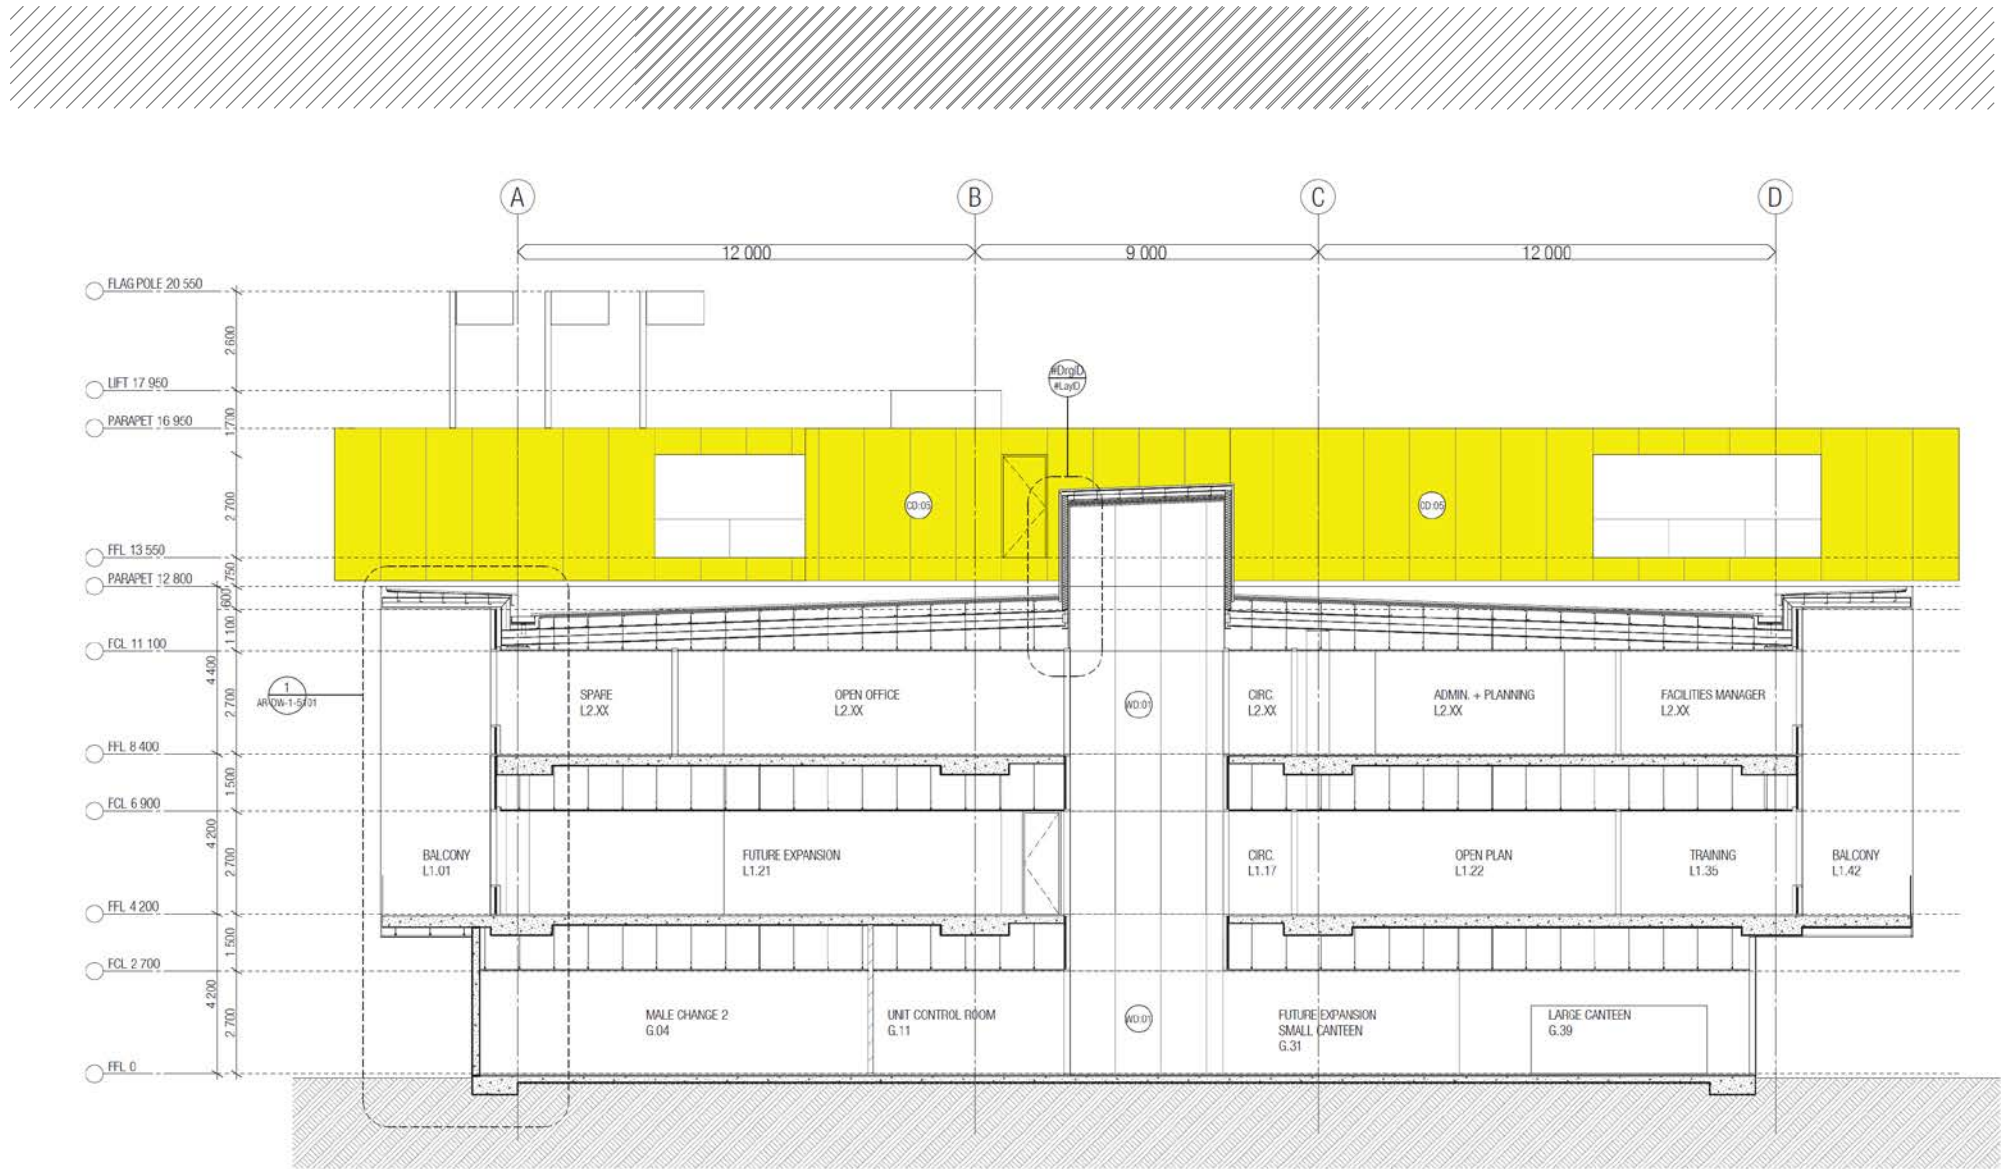 A
B
C
D
12 000
9 000
12 000
FLAG POLE 20 550
2 600
LIFT 17 950
1 700
PARAPET 16 950
2 700
FFL 13 550
750
PARAPET 12 800
600
1 100
FCL 11 100
4 400
2 700
FFL 8 400
1 500
FCL 6 900
4 200
2 700
FFL 4 200
1 500
FCL 2 700
4 200
2 700
FFL 0
#DrgID
#LayID
CD:05
CD:05
1
AR-DW-1-5101
SPARE
L2.XX
OPEN OFFICE
L2.XX
WD:01
CIRC.
L2.XX
ADMIN. + PLANNING
L2.XX
FACILITIES MANAGER
L2.XX
BALCONY
L1.01
FUTURE EXPANSION
L1.21
CIRC.
L1.17
OPEN PLAN
L1.22
TRAINING
L1.35
BALCONY
L1.42
MALE CHANGE 2
G.04
UNIT CONTROL ROOM
G.11
WD:01
FUTURE EXPANSION
SMALL CANTEEN
G.31
LARGE CANTEEN
G.39